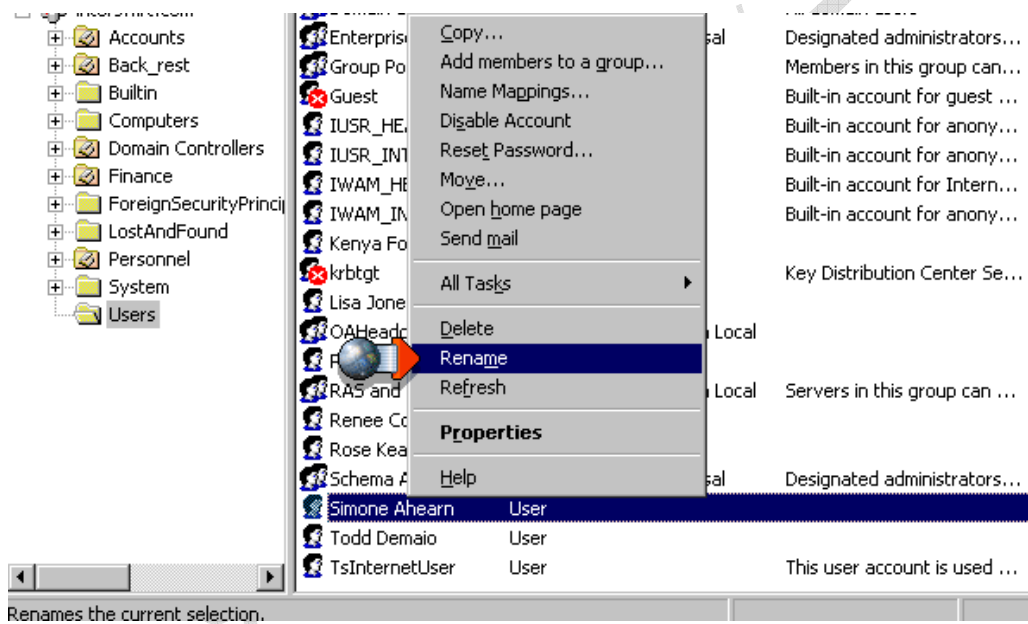 Accounts
Back_rest
Builtin
Computers
Domain Controllers
Finance
ForeignSecurityPrincip
LostAndFound
Personnel
System
Users
Enterpris sal Designated administrators...
Group Po Members in this group can...
Guest Built-in account for guest ...
IUSR_HE Built-in account for anony...
IUSR_INT Built-in account for anony...
IWAM_HE Built-in account for Intern...
IWAM_IN Built-in account for anony...
Kenya Fo
krbtgt Key Distribution Center Se...
Lisa Jone
OAHeadq Local
RAS and Local Servers in this group can ...
Renee Co
Rose Kea
Schema A sal Designated administrators...
Simone Ahearn User
Todd Demaio User
TsInternetUser User This user account is used ...
Copy...
Add members to a group...
Name Mappings...
Disable Account
Reset Password...
Move...
Open home page
Send mail
All Tasks
Delete
Rename
Refresh
Properties
Help
Renames the current selection.